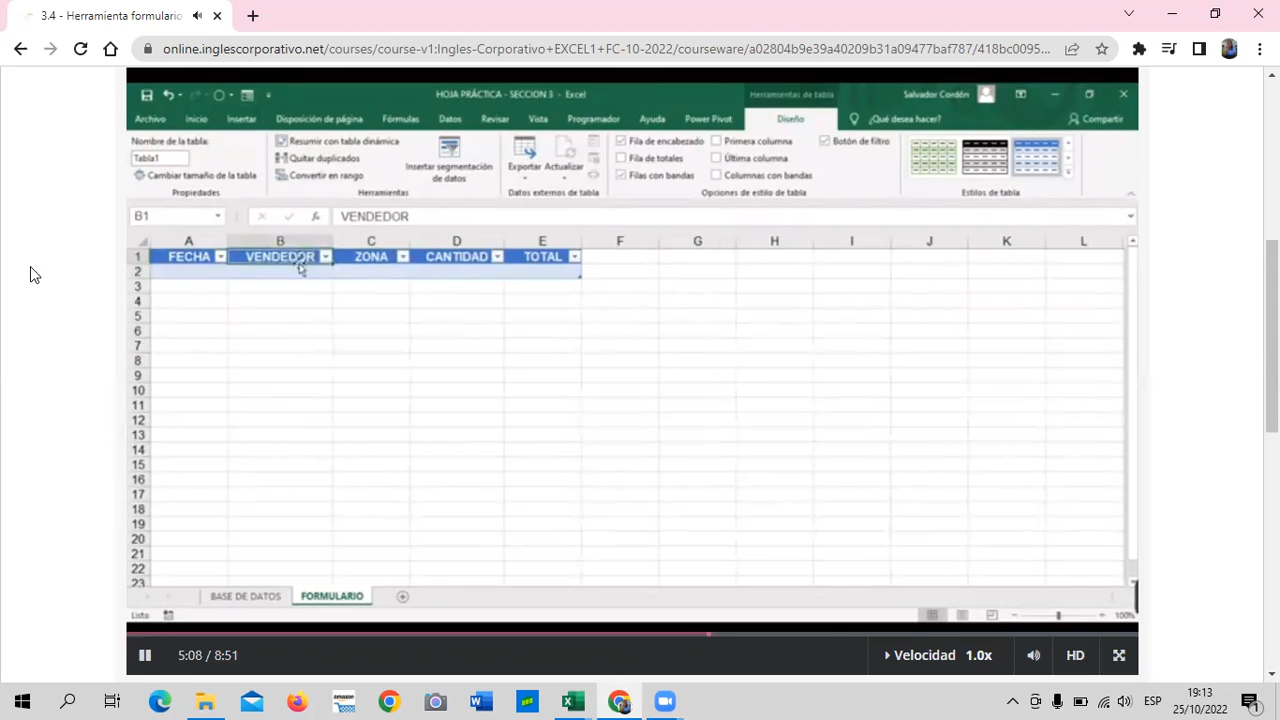 3.4 - Herramienta formulario
online.inglescorporativo.net/courses/course-v1:Ingles-Corporativo+EXCEL1+FC-10-2022/courseware/a02804b9e39a40209b31a09477baf787/418bc0095...
HOJA PRÁCTICA - SECCION 3 - Excel
Herramientas de tabla
Salvador Cordón
Archivo Inicio Insertar Disposición de página Fórmulas Datos Revisar Vista Programador Ayuda Power Pivot Diseño ¿Qué desea hacer? Compartir
Nombre de la tabla: Resumir con tabla dinámica Fila de encabezado Primera columna Botón de filtro
Tabla1 Quitar duplicados Insertar segmentación de datos Exportar Actualizar Fila de totales Última columna
Cambiar tamaño de la tabla Convertir en rango Filas con bandas Columnas con bandas
Propiedades Herramientas Datos externos de tabla Opciones de estilo de tabla Estilos de tabla
B1 fx VENDEDOR
A B C D E F G H I J K L
1 FECHA VENDEDOR ZONA CANTIDAD TOTAL
2
3
4
5
6
7
8
9
10
11
12
13
14
15
16
17
18
19
20
21
22
23
BASE DE DATOS FORMULARIO
Listo 100%
5:08 / 8:51 Velocidad 1.0x HD
ESP 19:13
25/10/2022 1